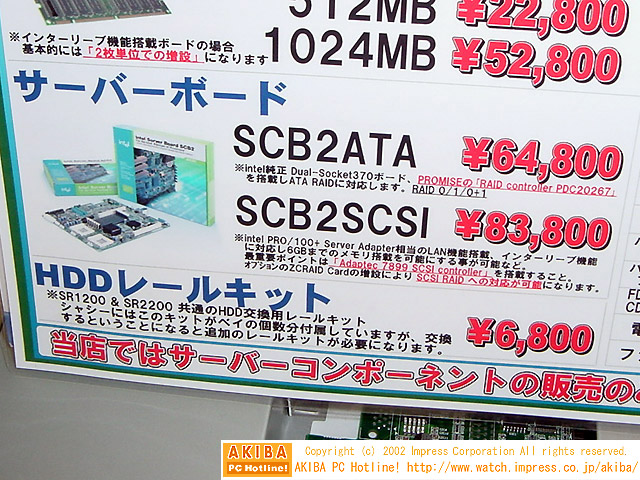 512MB ¥22,800
※インターリーブ機能搭載ボードの場合
基本的には「2枚単位での増設」になります
1024MB ¥52,800
サーバーボード
intel
Intel Server Board SCB2
SCB2ATA ¥64,800
※intel純正 Dual-Socket370ボード、PROMISEの「RAID controller PDC20267」
を搭載しATA RAIDに対応します。RAID 0/1/0+1
SCB2SCSI ¥83,800
※intel PRO/100+ Server Adapter相当のLAN機能搭載、インターリーブ機能
に対応し6GBまでのメモリ搭載を可能にする事が可能など
最重要ポイントは「Adaptec 7899 SCSI controller」を搭載すること。
オプションのZCRAID Cardの増設により SCSI RAID への対応が可能になります。
HDDレールキット
※SR1200 & SR2200 共通のHDD交換用レールキット
シャシーにはこのキットがベイの個数分付属していますが、交換
するということになると追加のレールキットが必要になります。
¥6,800
当店ではサーバーコンポーネントの販売の
AKIBA
PC Hotline!
Copyright (c) 2002 Impress Corporation All rights reserved.
AKIBA PC Hotline! http://www.watch.impress.co.jp/akiba/